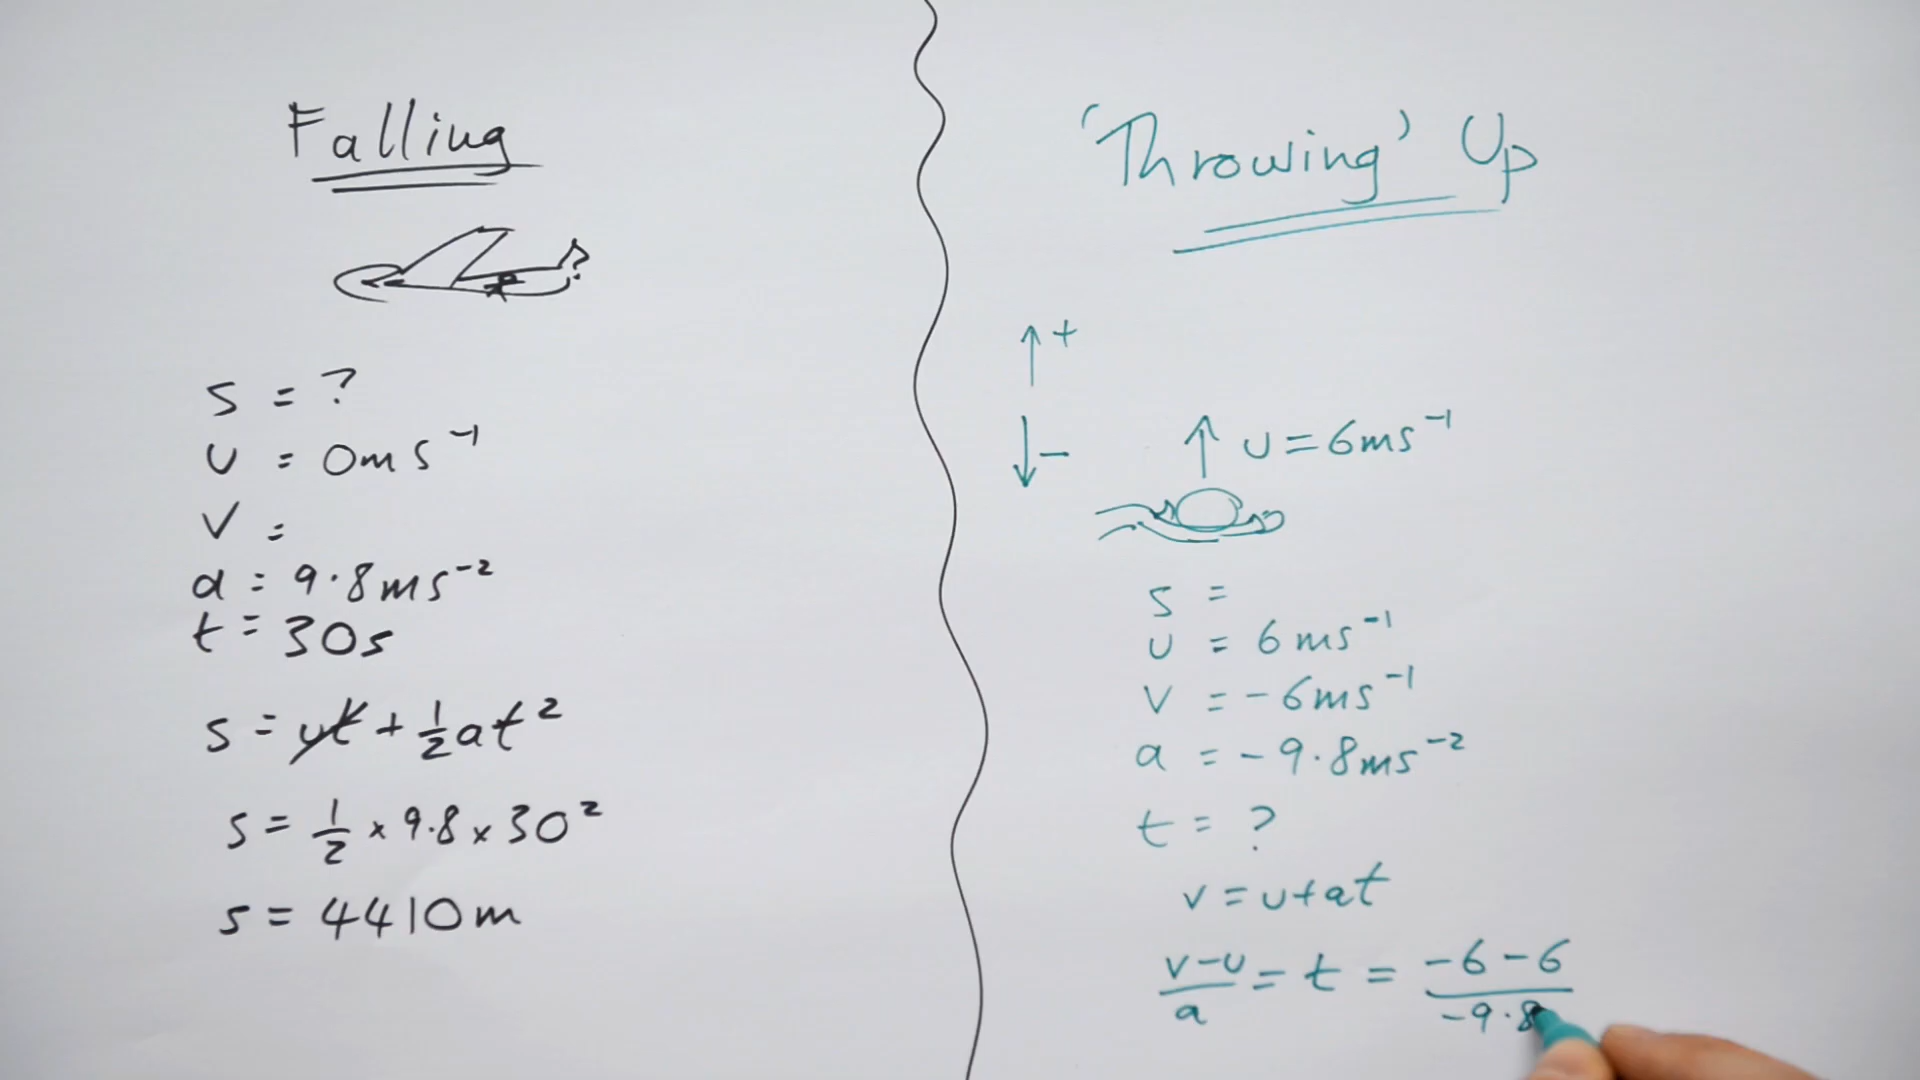 Falling
s = ?
u = 0ms⁻¹
v =
a = 9.8ms⁻²
t = 30s
s = ut + ½at²
s = ½ × 9.8 × 30²
s = 4410m
'Throwing' Up
↑ +
↓ -
↑ u = 6ms⁻¹
s =
u = 6ms⁻¹
v = -6ms⁻¹
a = -9.8ms⁻²
t = ?
v = u + at
(v-u)/a = t = (-6-6)/(-9.8)